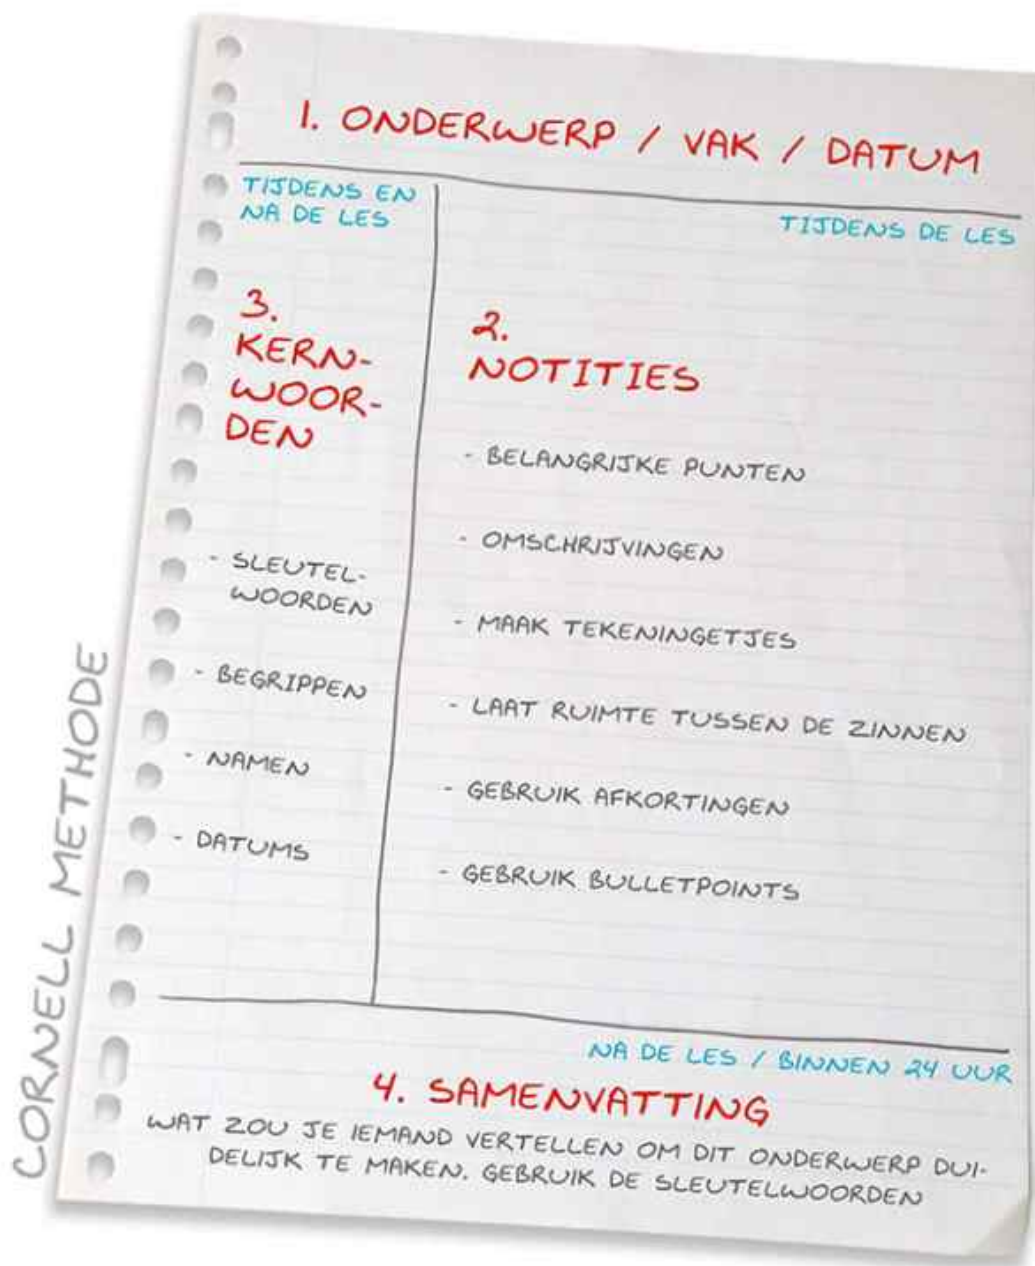 1. ONDERWERP / VAK / DATUM
TIJDENS EN
NA DE LES
3.
KERN-
WOOR-
DEN
- SLEUTEL-
WOORDEN
- BEGRIPPEN
- NAMEN
- DATUMS
TIJDENS DE LES
2.
NOTITIES
- BELANGRIJKE PUNTEN
- OMSCHRIJVINGEN
- MAAK TEKENINGETJES
- LAAT RUIMTE TUSSEN DE ZINNEN
- GEBRUIK AFKORTINGEN
- GEBRUIK BULLETPOINTS
NA DE LES / BINNEN 24 UUR
4. SAMENVATTING
WAT ZOU JE IEMAND VERTELLEN OM DIT ONDERWERP DUI-
DELIJK TE MAKEN. GEBRUIK DE SLEUTELWOORDEN
CORNELL METHODE